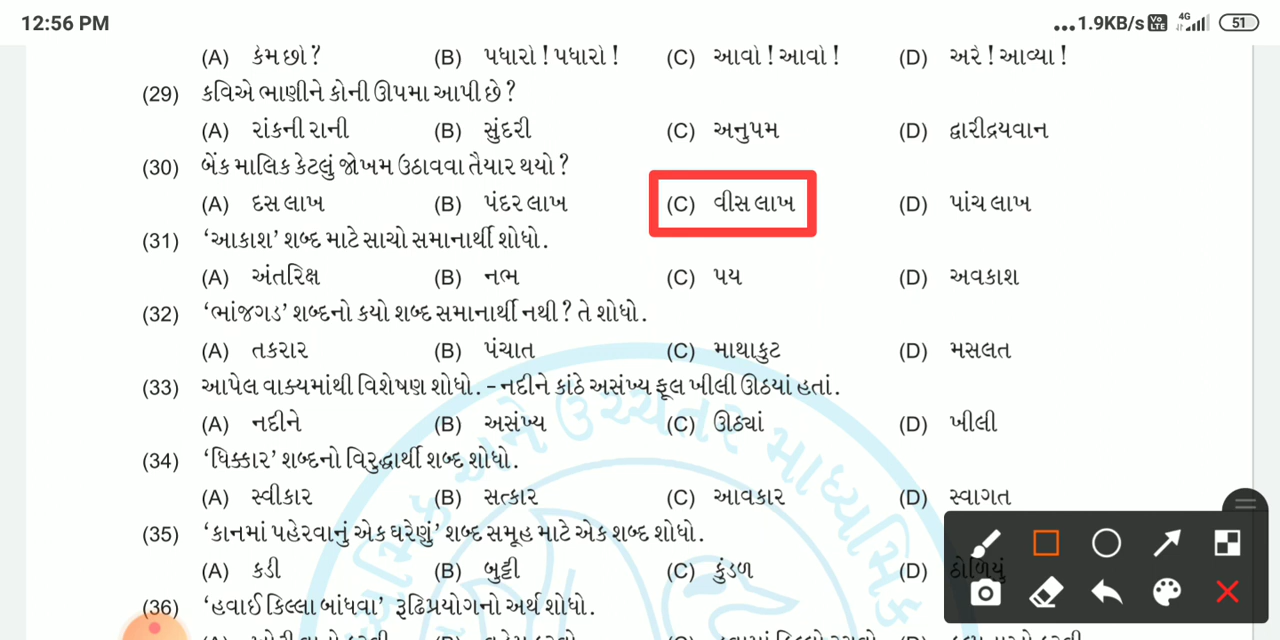 12:56 PM ...1.9KB/s Vo LTE 4G 51
(A) કેમ છો ? (B) પધારો ! પધારો ! (C) આવો ! આવો ! (D) અરે ! આવ્યા !
(29) કવિએ ભાણીને કોની ઊપમા આપી છે ?
(A) રાંકની રાની (B) સુંદરી (C) અનુપમ (D) દ્વારીદ્રયવાન
(30) બેંક માલિક કેટલું જોખમ ઉઠાવવા તૈયાર થયો ?
(A) દસ લાખ (B) પંદર લાખ (C) વીસ લાખ (D) પાંચ લાખ
(31) ‘આકાશ’ શબ્દ માટે સાચો સમાનાર્થી શોધો.
(A) અંતરિક્ષ (B) નભ (C) પય (D) અવકાશ
(32) ‘ભાંજગડ’ શબ્દનો કયો શબ્દ સમાનાર્થી નથી ? તે શોધો.
(A) તકરાર (B) પંચાત (C) માથાકુટ (D) મસલત
(33) આપેલ વાક્યમાંથી વિશેષણ શોધો. – નદીને કાંઠે અસંખ્ય ફૂલ ખીલી ઊઠયાં હતાં.
(A) નદીને (B) અસંખ્ય (C) ઊઠ્યાં (D) ખીલી
(34) ‘ધિક્કાર’ શબ્દનો વિરુદ્ધાર્થી શબ્દ શોધો.
(A) સ્વીકાર (B) સત્કાર (C) આવકાર (D) સ્વાગત
(35) ‘કાનમાં પહેરવાનું એક ઘરેણું’ શબ્દ સમૂહ માટે એક શબ્દ શોધો.
(A) કડી (B) બુટ્ટી (C) કુંડળ (D) ઠોળિયું
(36) ‘હવાઈ કિલ્લા બાંધવા’ રૂઢિપ્રયોગનો અર્થ શોધો.